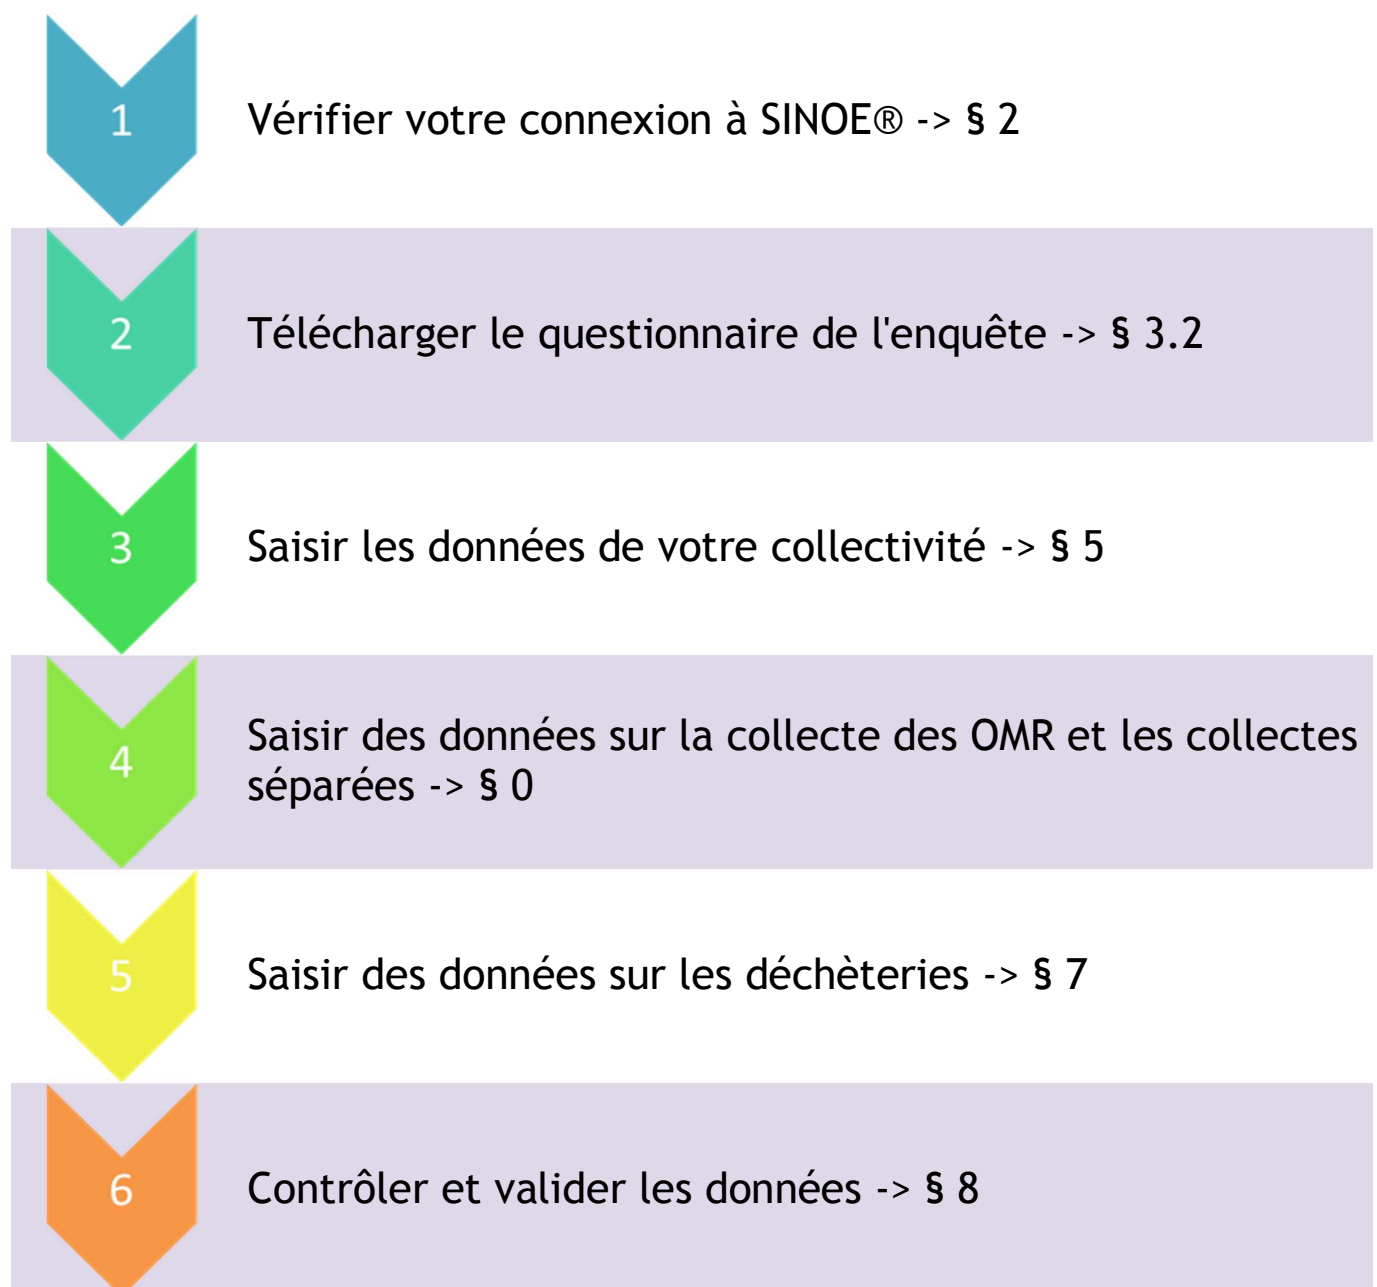 1
Vérifier votre connexion à SINOE® -> § 2
2
Télécharger le questionnaire de l'enquête -> § 3.2
3
Saisir les données de votre collectivité -> § 5
4
Saisir des données sur la collecte des OMR et les collectes
séparées -> § 0
5
Saisir des données sur les déchèteries -> § 7
6
Contrôler et valider les données -> § 8